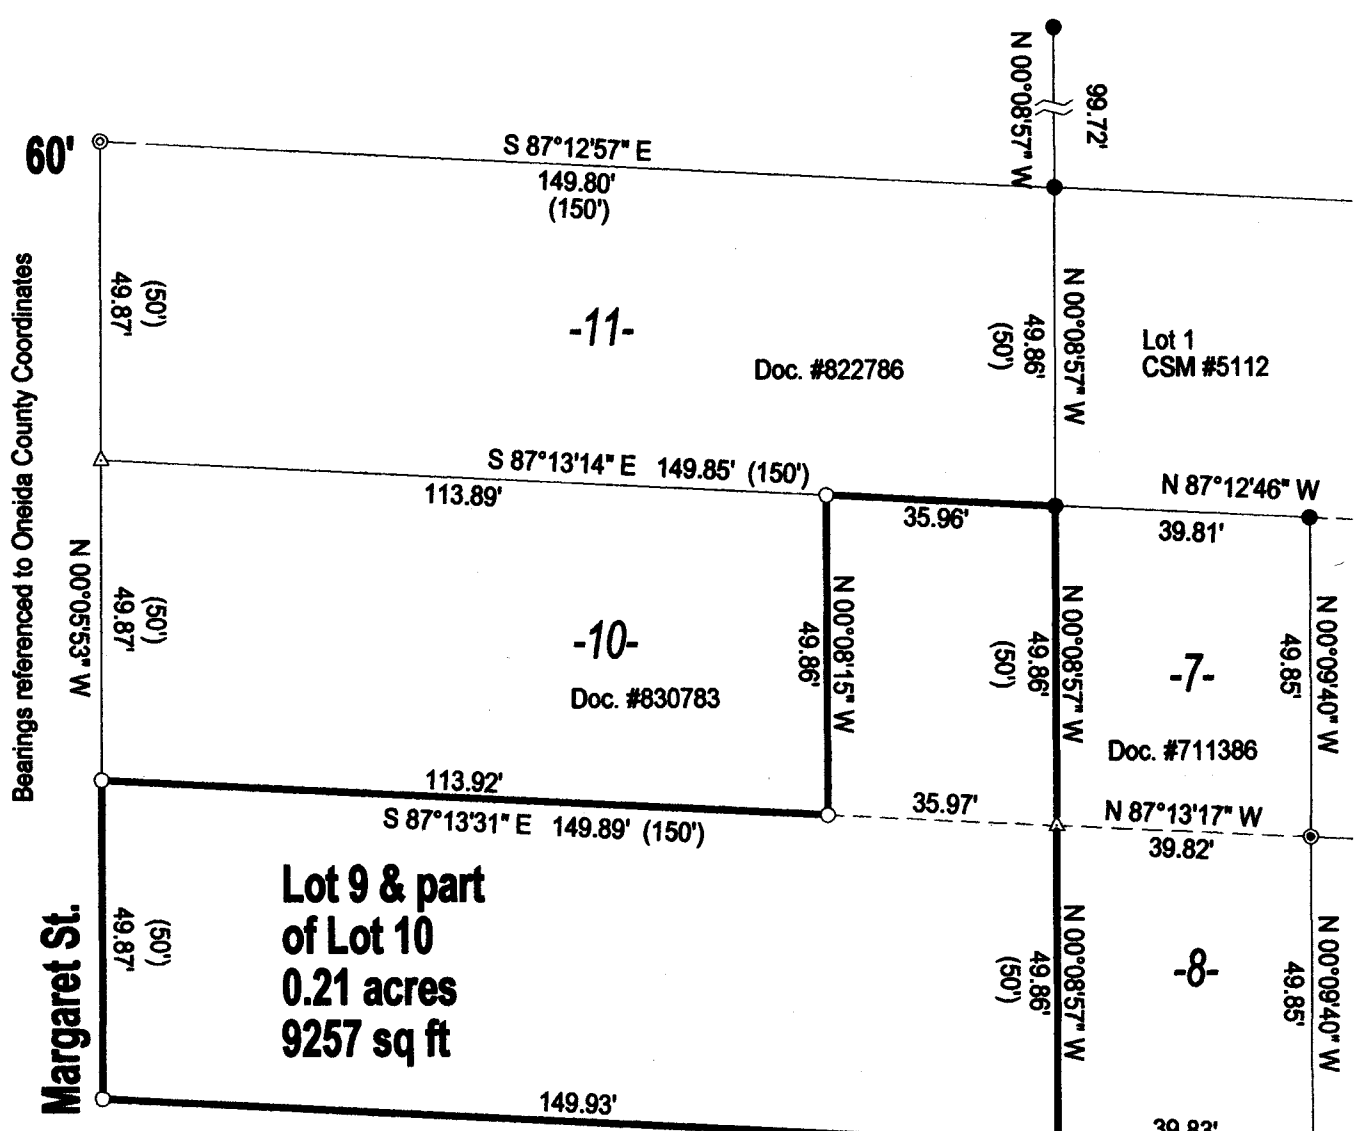 N 00°08'57" W
99.72'
60'
S 87°12'57" E
149.80'
(150')
Bearings referenced to Oneida County Coordinates
(50')
49.87'
-11-
Doc. #822786
N 00°08'57" W
49.86'
(50')
Lot 1
CSM #5112
S 87°13'14" E 149.85' (150')
113.89'
35.96'
N 87°12'46" W
39.81'
N 00°05'53" W
(50')
49.87'
-10-
Doc. #830783
N 00°08'15" W
49.86'
N 00°08'57" W
49.86'
(50')
-7-
Doc. #711386
N 00°09'40" W
49.85'
113.92'
S 87°13'31" E 149.89' (150')
35.97'
N 87°13'17" W
39.82'
Margaret St.
(50')
49.87'
Lot 9 & part
of Lot 10
0.21 acres
9257 sq ft
N 00°08'57" W
49.86'
(50')
-8-
N 00°09'40" W
49.85'
149.93'
39.83'